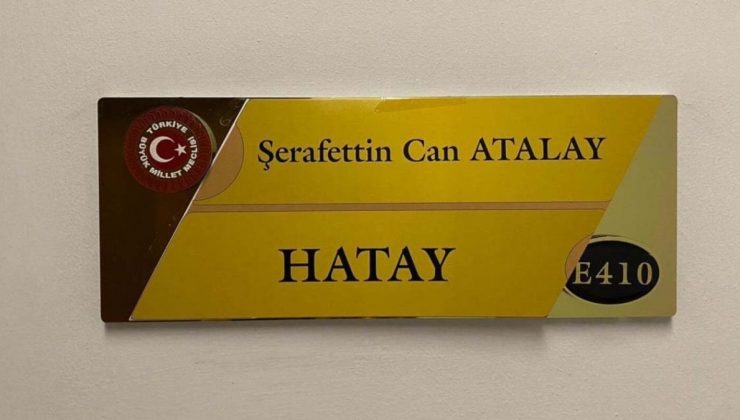 TÜRKİYE
BÜYÜK MİLLET MECLİSİ
Şerafettin Can ATALAY
HATAY
E410